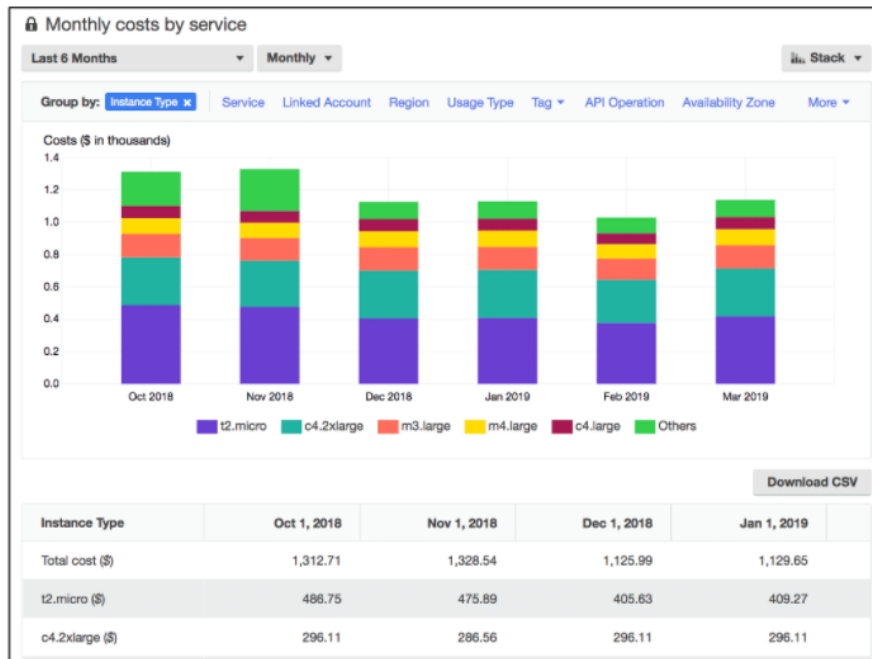 Monthly costs by service
Last 6 Months Monthly Stack
Group by: Instance Type × Service Linked Account Region Usage Type Tag API Operation Availability Zone More
Costs ($ in thousands)
1.4
1.2
1.0
0.8
0.6
0.4
0.2
0.0
Oct 2018 Nov 2018 Dec 2018 Jan 2019 Feb 2019 Mar 2019
t2.micro c4.2xlarge m3.large m4.large c4.large Others
Download CSV
Instance Type Oct 1, 2018 Nov 1, 2018 Dec 1, 2018 Jan 1, 2019
Total cost ($) 1,312.71 1,328.54 1,125.99 1,129.65
t2.micro ($) 486.75 475.89 405.63 409.27
c4.2xlarge ($) 296.11 286.56 296.11 296.11